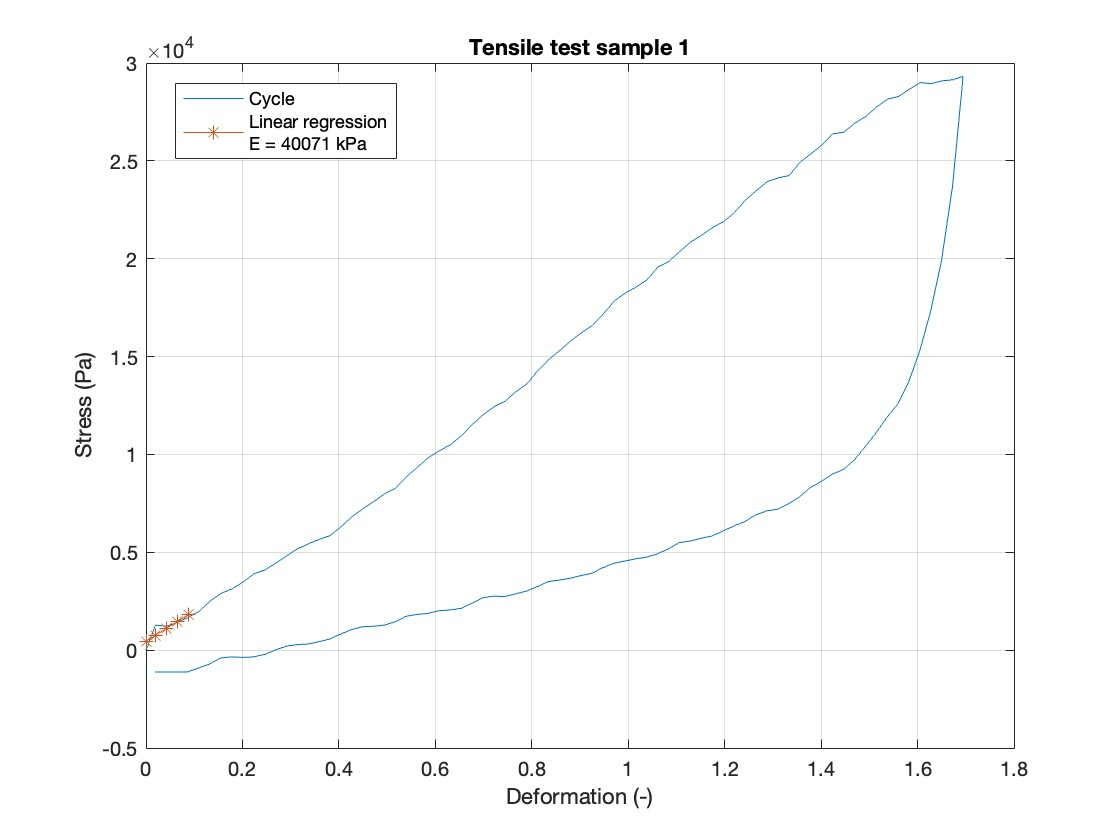 Tensile test sample 1
×10⁴
3
2.5
2
1.5
1
0.5
0
-0.5
Stress (Pa)
Cycle
Linear regression
E = 40071 kPa
0 0.2 0.4 0.6 0.8 1 1.2 1.4 1.6 1.8
Deformation (-)